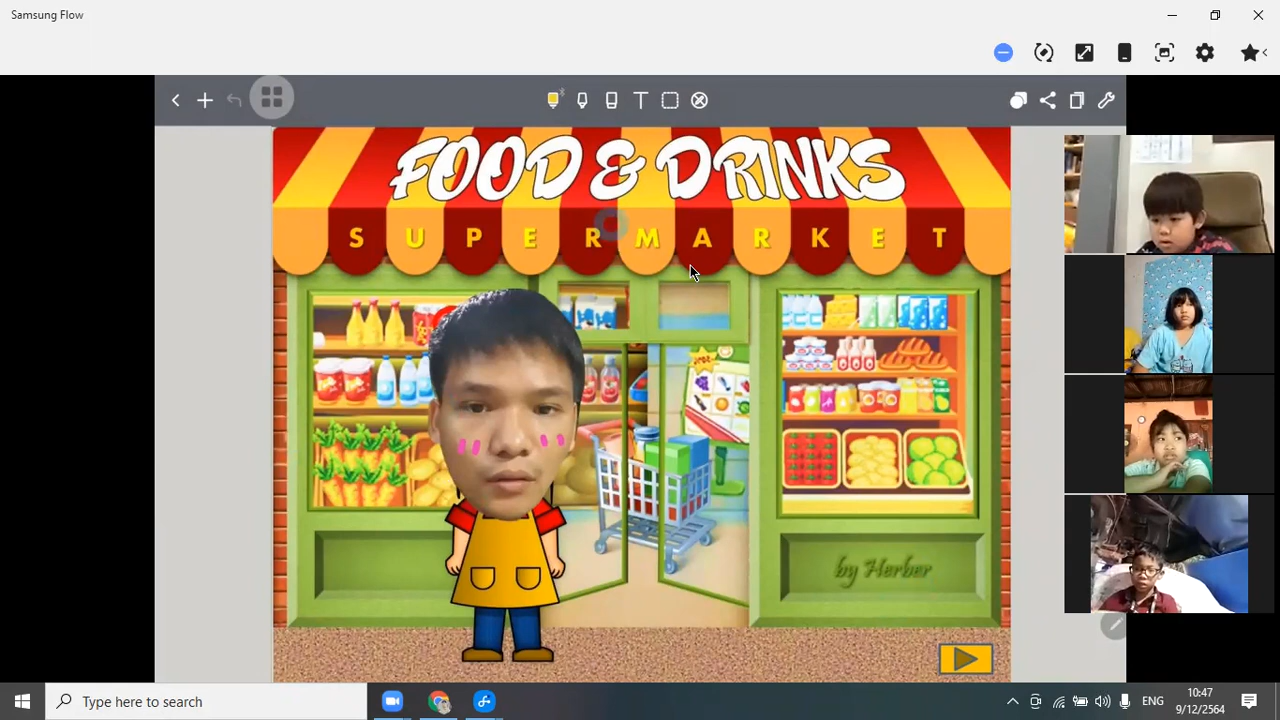 Samsung Flow
FOOD & DRINKS
SUPERMARKET
by Herber
Type here to search
ENG
10:47
9/12/2564